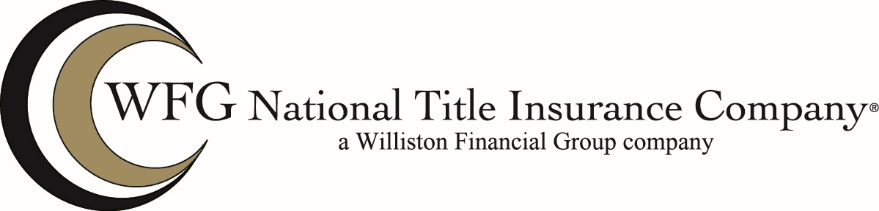 WFG National Title Insurance Company®
a Williston Financial Group company